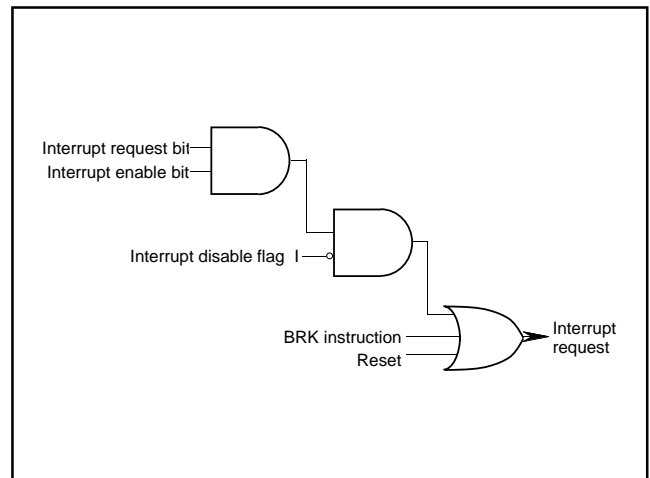 Interrupt request bit
Interrupt enable bit
Interrupt disable flag I
BRK instruction
Reset
Interrupt
request